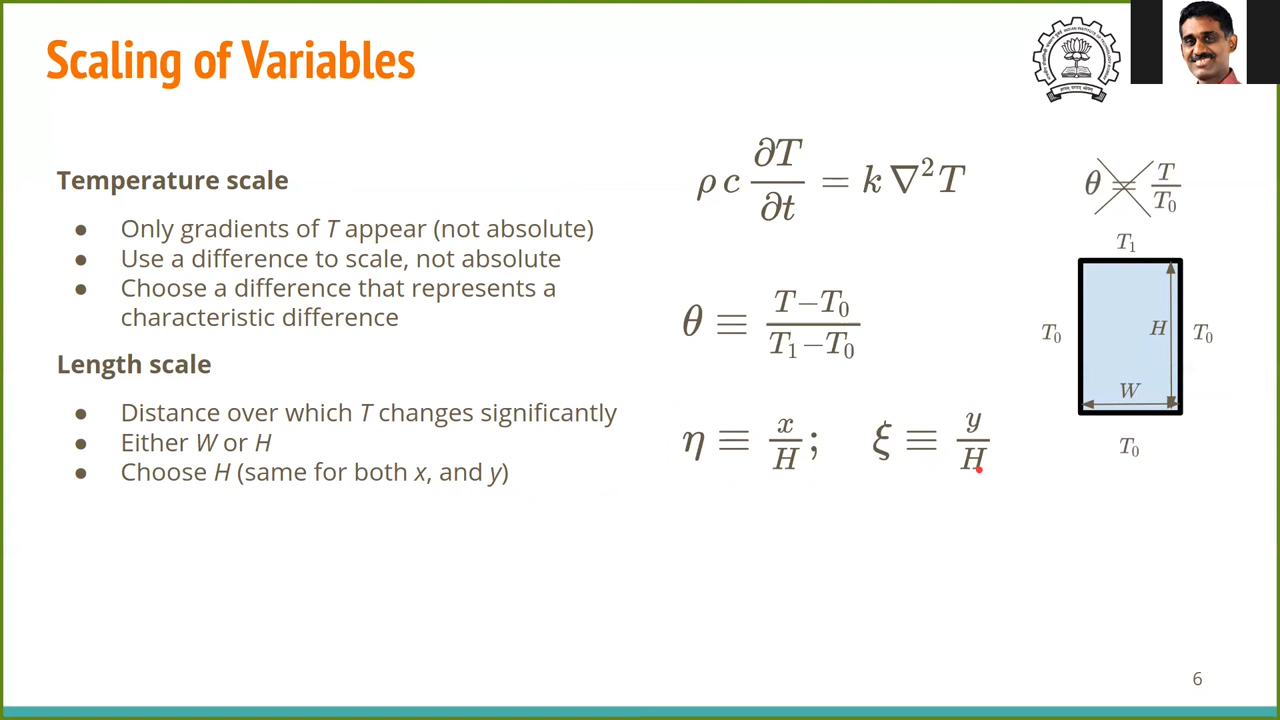 Scaling of Variables
Temperature scale
● Only gradients of T appear (not absolute)
● Use a difference to scale, not absolute
● Choose a difference that represents a
characteristic difference
Length scale
● Distance over which T changes significantly
● Either W or H
● Choose H (same for both x, and y)
ρ c ∂T/∂t = k ∇²T
θ ≡ (T−T₀)/(T₁−T₀)
η ≡ x/H; ξ ≡ y/H
θ ≡ T/T₀
T₁
T₀ H T₀
W
T₀
6